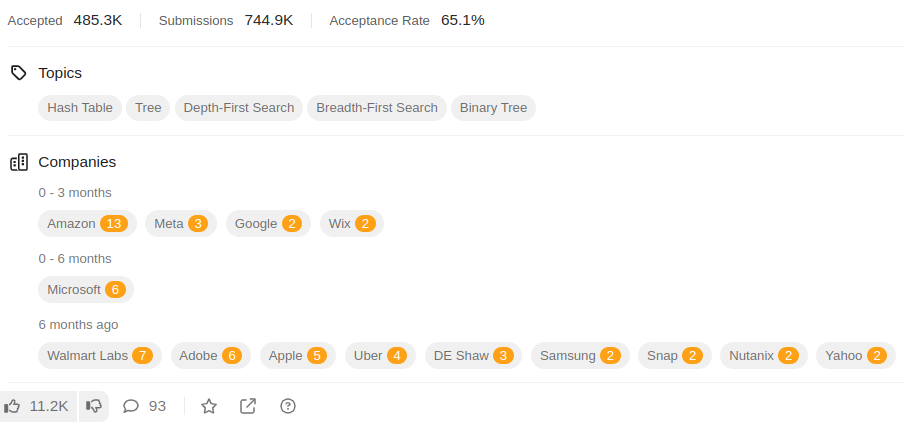 Accepted 485.3K Submissions 744.9K Acceptance Rate 65.1%
Topics
Hash Table Tree Depth-First Search Breadth-First Search Binary Tree
Companies
0 - 3 months
Amazon 13 Meta 3 Google 2 Wix 2
0 - 6 months
Microsoft 6
6 months ago
Walmart Labs 7 Adobe 6 Apple 5 Uber 4 DE Shaw 3 Samsung 2 Snap 2 Nutanix 2 Yahoo 2
11.2K 93